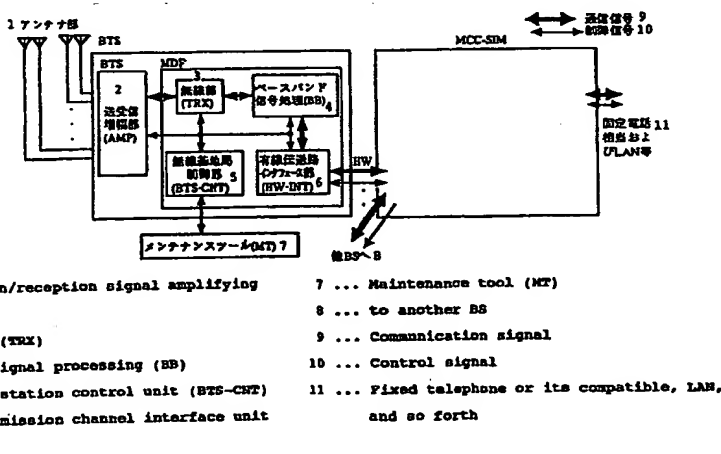 1 アンテナ部
BTS
BTS
2
送受信
増幅部
(AMP)
MDE
3
無線部
(TRX)
ベースバンド
信号処理(BB)
4
無線基地局
制御部 5
(BTS-CNT)
有線伝送路
インタフェース部
(HW-INT) 6
HW
メンテナンスツール(MT) 7
他BSへ 8
MCC-SIM
通信信号 9
制御信号 10
固定電話 11
相当およ
びLAN等
n/reception signal amplifying
(TRX)
ignal processing (BB)
station control unit (BTS-CNT)
mission channel interface unit
7 ... Maintenance tool (MT)
8 ... to another BS
9 ... Communication signal
10 ... Control signal
11 ... Fixed telephone or its compatible, LAN,
and so forth